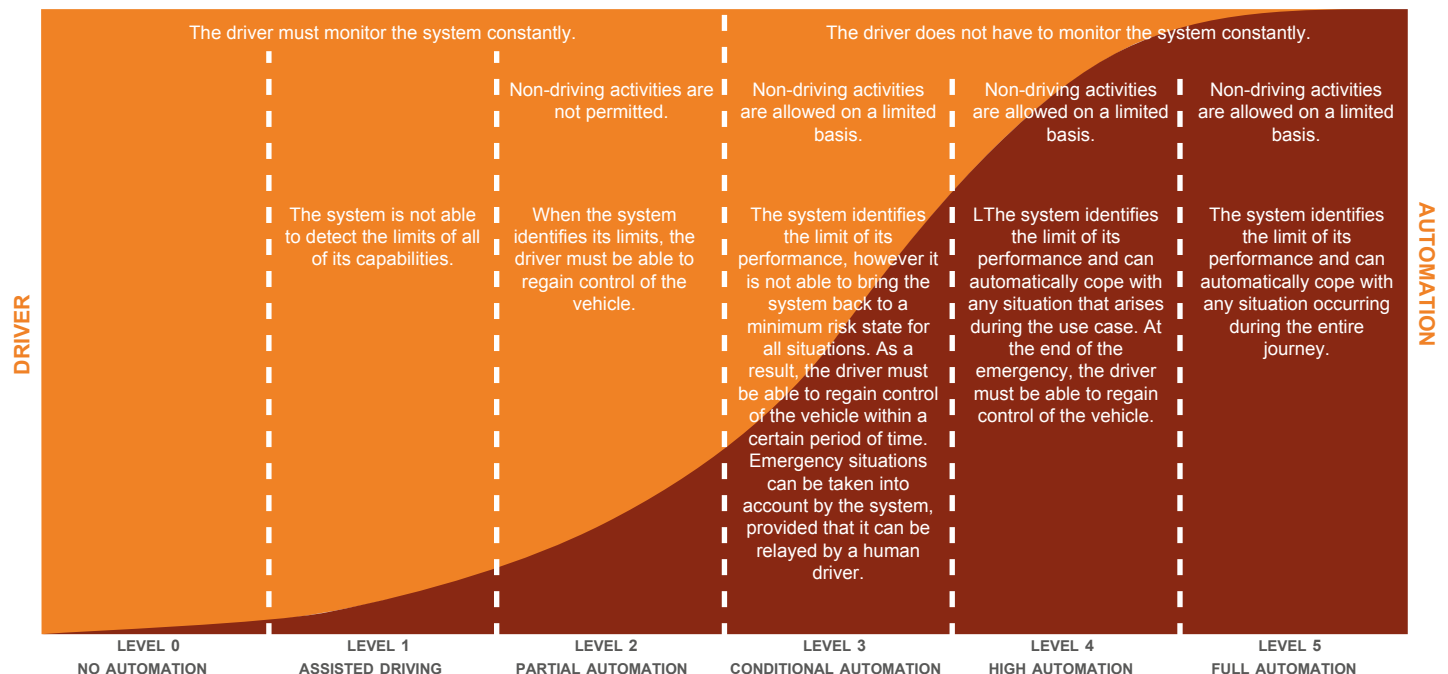 The driver must monitor the system constantly.
The driver does not have to monitor the system constantly.
Non-driving activities are
not permitted.
Non-driving activities
are allowed on a limited
basis.
Non-driving activities
are allowed on a limited
basis.
Non-driving activities
are allowed on a limited
basis.
The system is not able
to detect the limits of all
of its capabilities.
When the system
identifies its limits, the
driver must be able to
regain control of the
vehicle.
The system identifies
the limit of its
performance, however it
is not able to bring the
system back to a
minimum risk state for
all situations. As a
result, the driver must
be able to regain control
of the vehicle within a
certain period of time.
Emergency situations
can be taken into
account by the system,
provided that it can be
relayed by a human
driver.
LThe system identifies
the limit of its
performance and can
automatically cope with
any situation that arises
during the use case. At
the end of the
emergency, the driver
must be able to regain
control of the vehicle.
The system identifies
the limit of its
performance and can
automatically cope with
any situation occurring
during the entire
journey.
DRIVER
AUTOMATION
LEVEL 0
NO AUTOMATION
LEVEL 1
ASSISTED DRIVING
LEVEL 2
PARTIAL AUTOMATION
LEVEL 3
CONDITIONAL AUTOMATION
LEVEL 4
HIGH AUTOMATION
LEVEL 5
FULL AUTOMATION